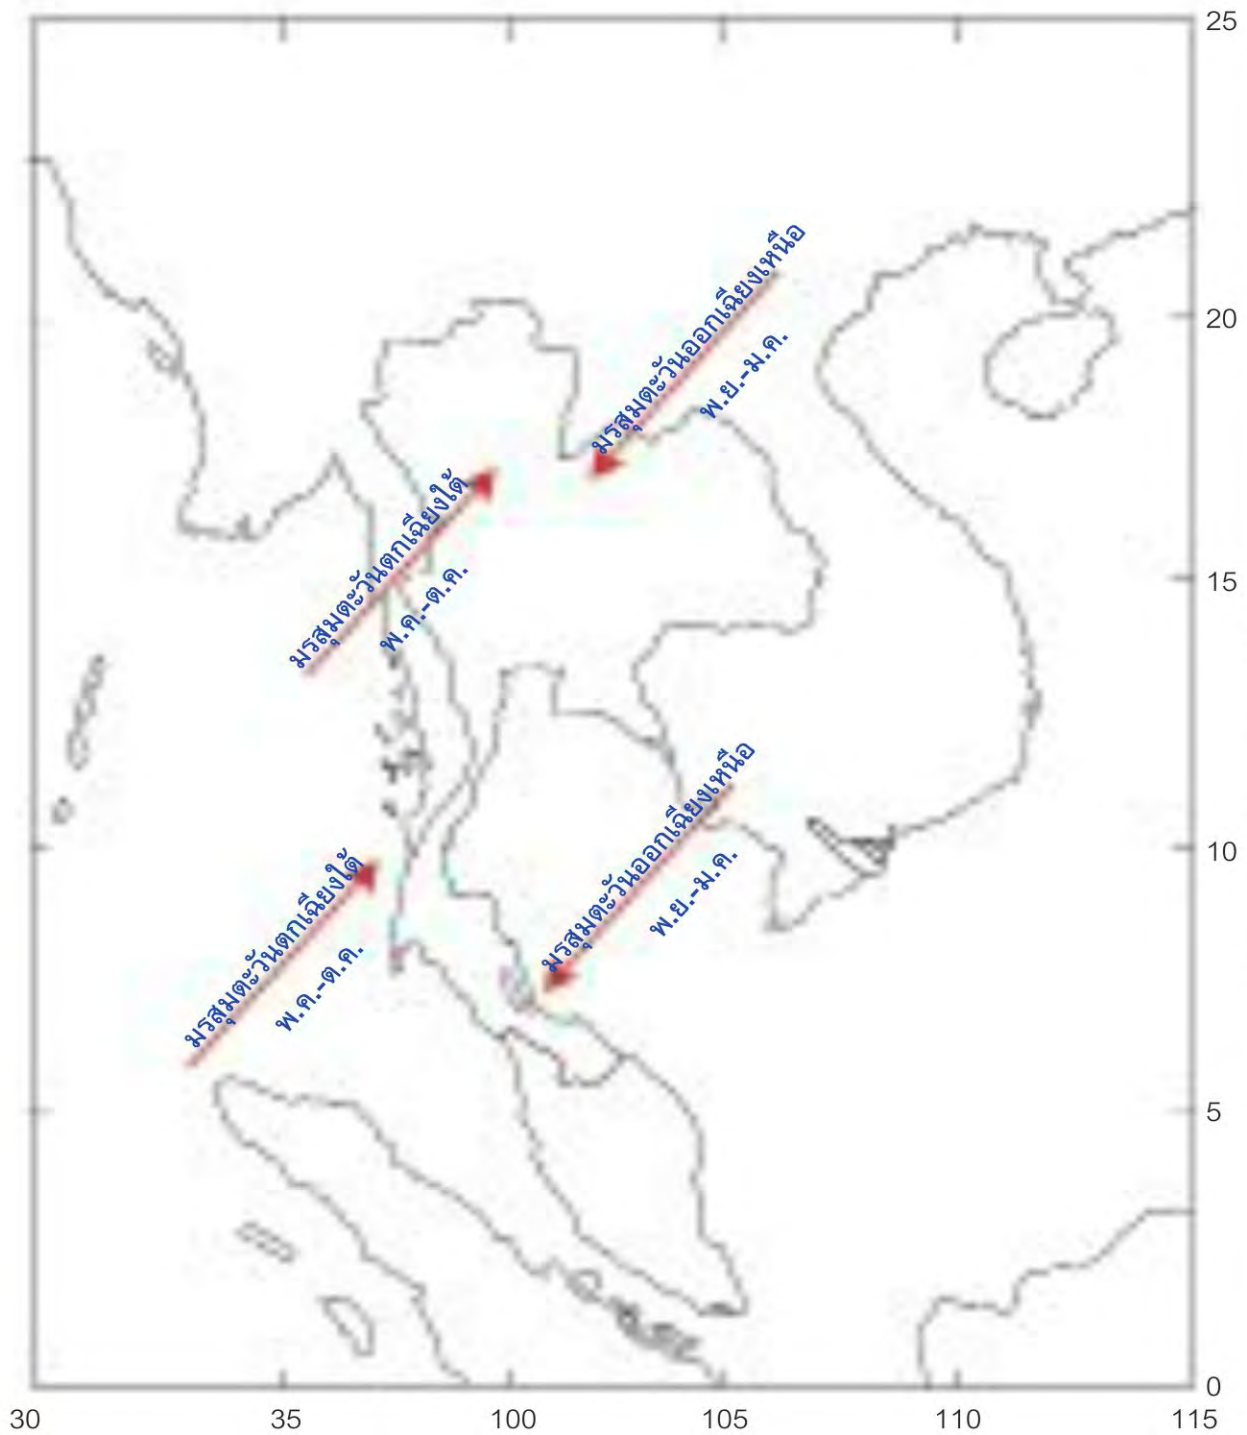 25
มรสุมตะวันออกเฉียงเหนือ
พ.ย.-ม.ค.
20
มรสุมตะวันตกเฉียงใต้
พ.ค.-ต.ค.
15
มรสุมตะวันออกเฉียงเหนือ
พ.ย.-ม.ค.
10
มรสุมตะวันตกเฉียงใต้
พ.ค.-ต.ค.
5
0
30 35 100 105 110 115